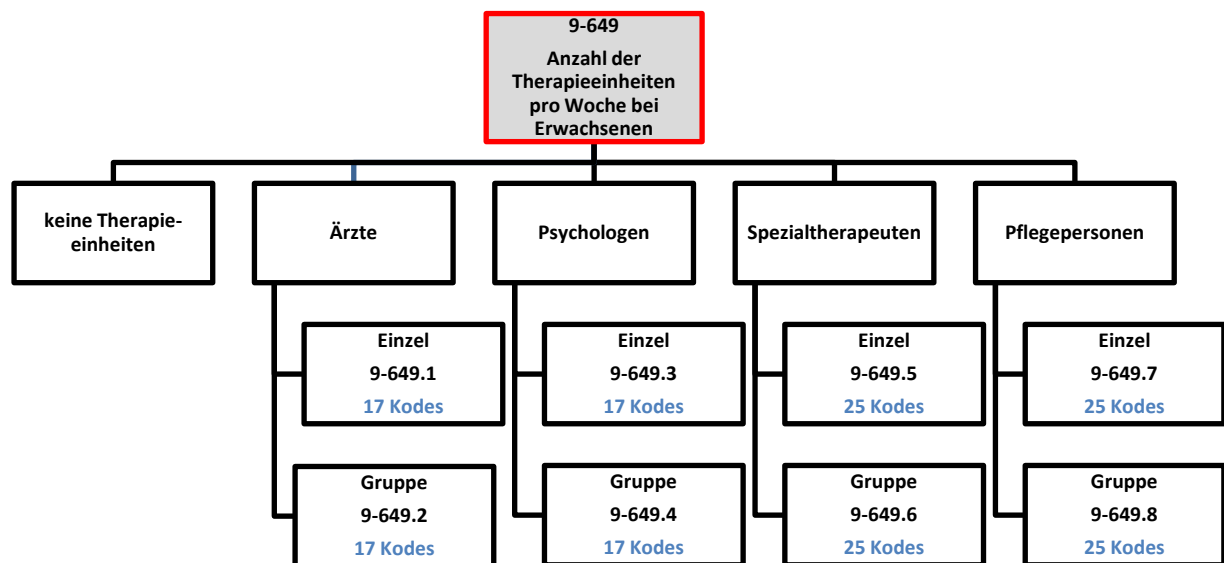 9-649
Anzahl der
Therapieeinheiten
pro Woche bei
Erwachsenen
keine Therapie-
einheiten
Ärzte
Psychologen
Spezialtherapeuten
Pflegepersonen
Einzel
9-649.1
17 Kodes
Einzel
9-649.3
17 Kodes
Einzel
9-649.5
25 Kodes
Einzel
9-649.7
25 Kodes
Gruppe
9-649.2
17 Kodes
Gruppe
9-649.4
17 Kodes
Gruppe
9-649.6
25 Kodes
Gruppe
9-649.8
25 Kodes